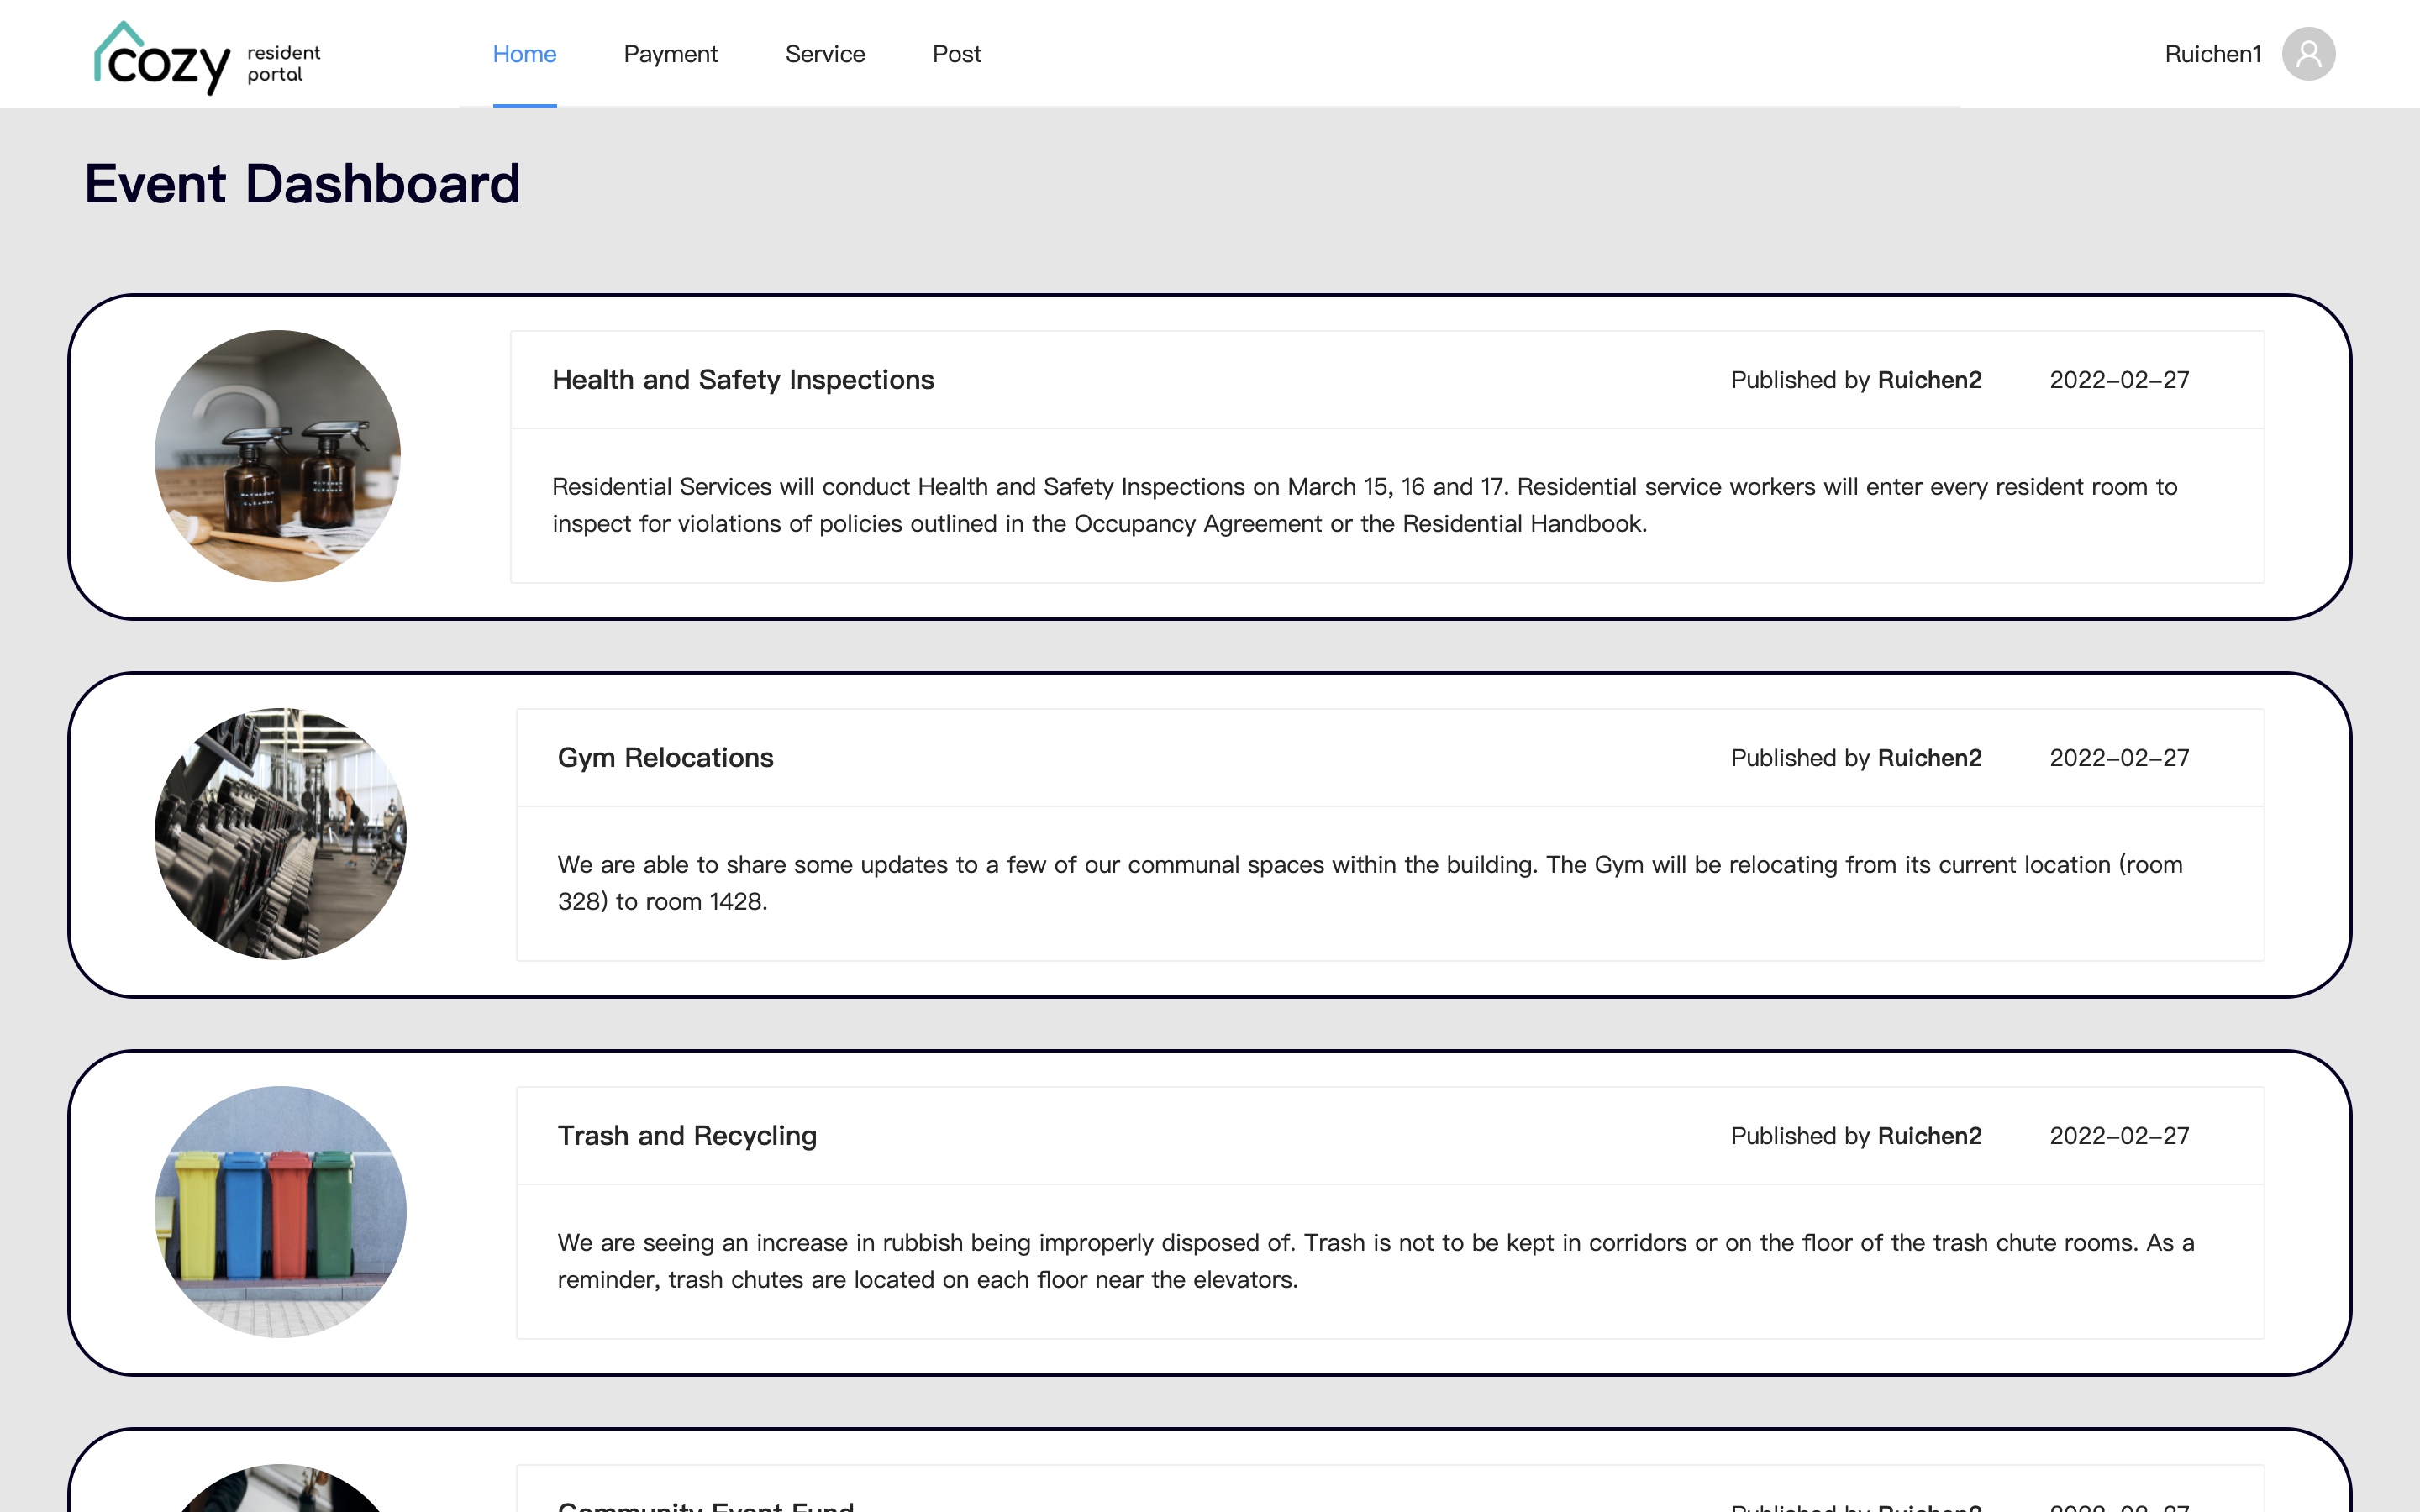 cozy resident portal
Home Payment Service Post
Ruichen1
Event Dashboard
Health and Safety Inspections
Published by Ruichen2 2022-02-27
Residential Services will conduct Health and Safety Inspections on March 15, 16 and 17. Residential service workers will enter every resident room to
inspect for violations of policies outlined in the Occupancy Agreement or the Residential Handbook.
Gym Relocations
Published by Ruichen2 2022-02-27
We are able to share some updates to a few of our communal spaces within the building. The Gym will be relocating from its current location (room
328) to room 1428.
Trash and Recycling
Published by Ruichen2 2022-02-27
We are seeing an increase in rubbish being improperly disposed of. Trash is not to be kept in corridors or on the floor of the trash chute rooms. As a
reminder, trash chutes are located on each floor near the elevators.
Community Event Fund
Published by Ruichen2 2022-02-27